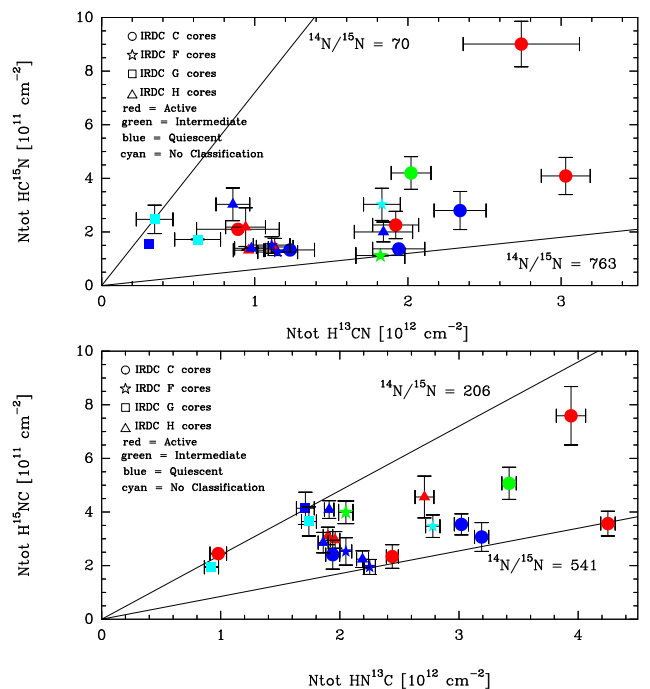 10
8
6
4
2
0
Ntot HC¹⁵N [10¹¹ cm⁻²]
IRDC C cores
IRDC F cores
IRDC G cores
IRDC H cores
red = Active
green = Intermediate
blue = Quiescent
cyan = No Classification
¹⁴N/¹⁵N = 70
¹⁴N/¹⁵N = 763
1 2 3
Ntot H¹³CN [10¹² cm⁻²]
10
8
6
4
2
0
Ntot H¹⁵NC [10¹¹ cm⁻²]
IRDC C cores
IRDC F cores
IRDC G cores
IRDC H cores
red = Active
green = Intermediate
blue = Quiescent
cyan = No Classification
¹⁴N/¹⁵N = 206
¹⁴N/¹⁵N = 541
0 1 2 3 4
Ntot HN¹³C [10¹² cm⁻²]